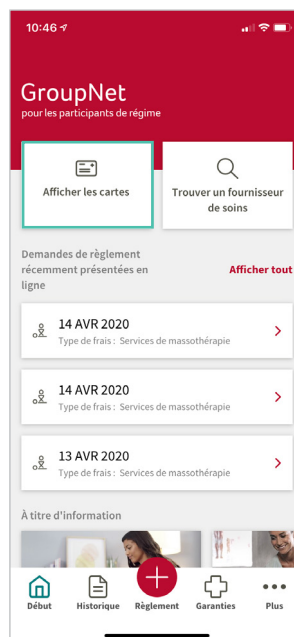 10:46
GroupNet
pour les participants de régime
Afficher les cartes
Trouver un fournisseur
de soins
Demandes de règlement
récemment présentées en
ligne
Afficher tout
14 AVR 2020
Type de frais : Services de massothérapie
14 AVR 2020
Type de frais : Services de massothérapie
13 AVR 2020
Type de frais : Services de massothérapie
À titre d'information
Début
Historique
Règlement
Garanties
Plus